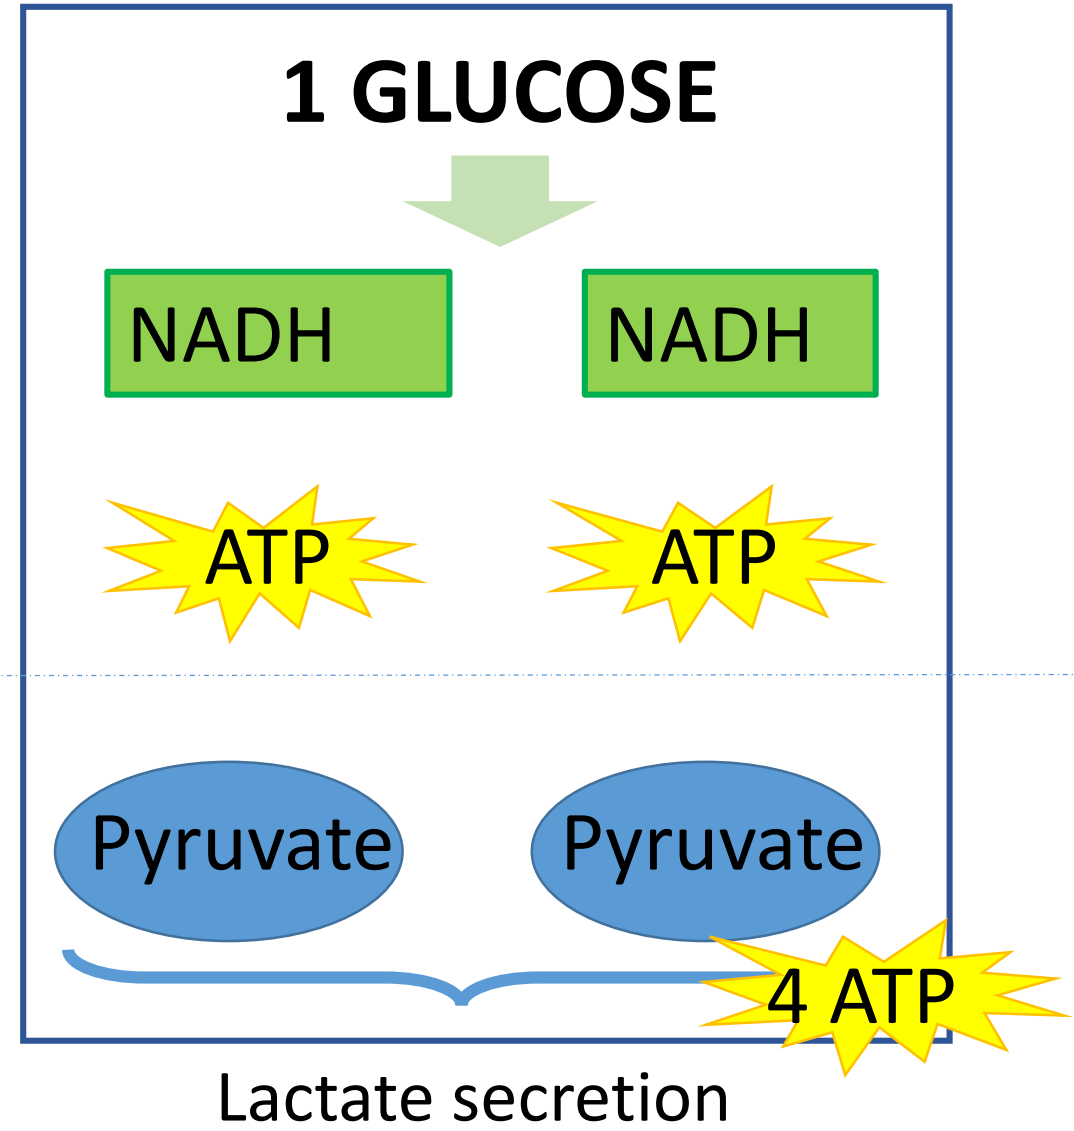 1 GLUCOSE
NADH NADH
ATP ATP
Pyruvate Pyruvate
4 ATP
Lactate secretion